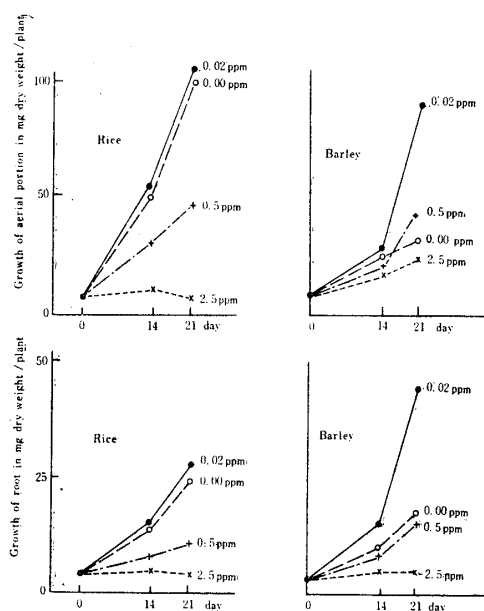 Growth of aerial portion in mg dry weight/plant
100
50
0
Rice
0.02 ppm
0.00 ppm
0.5 ppm
2.5 ppm
0 14 21 day
Barley
0.02 ppm
0.5 ppm
0.00 ppm
2.5 ppm
0 14 21 day
Growth of root in mg dry weight/plant
50
25
0
Rice
0.02 ppm
0.00 ppm
0.5 ppm
2.5 ppm
0 14 21 day
Barley
0.02 ppm
0.00 ppm
0.5 ppm
2.5 ppm
0 14 21 day